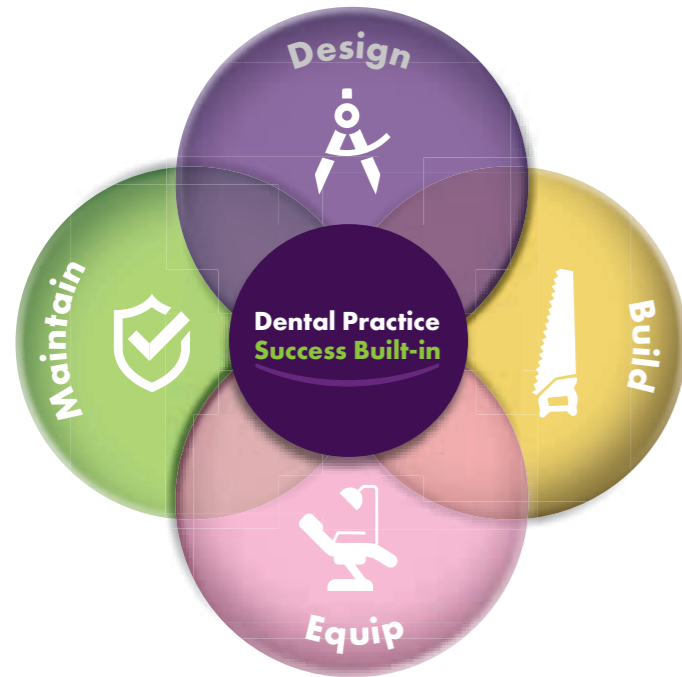 Design
Maintain
Dental Practice
Success Built-in
Build
Equip